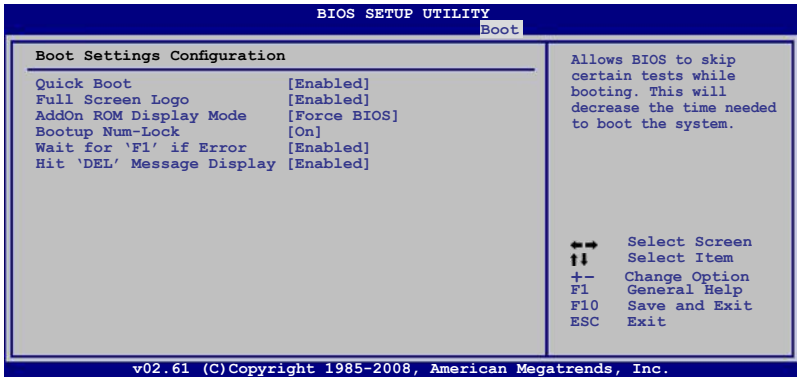 BIOS SETUP UTILITY
Boot
Boot Settings Configuration
Quick Boot [Enabled]
Full Screen Logo [Enabled]
AddOn ROM Display Mode [Force BIOS]
Bootup Num-Lock [On]
Wait for ‘F1’ if Error [Enabled]
Hit ‘DEL’ Message Display [Enabled]
Allows BIOS to skip
certain tests while
booting. This will
decrease the time needed
to boot the system.
←→ Select Screen
↑↓ Select Item
+- Change Option
F1 General Help
F10 Save and Exit
ESC Exit
v02.61 (C)Copyright 1985-2008, American Megatrends, Inc.